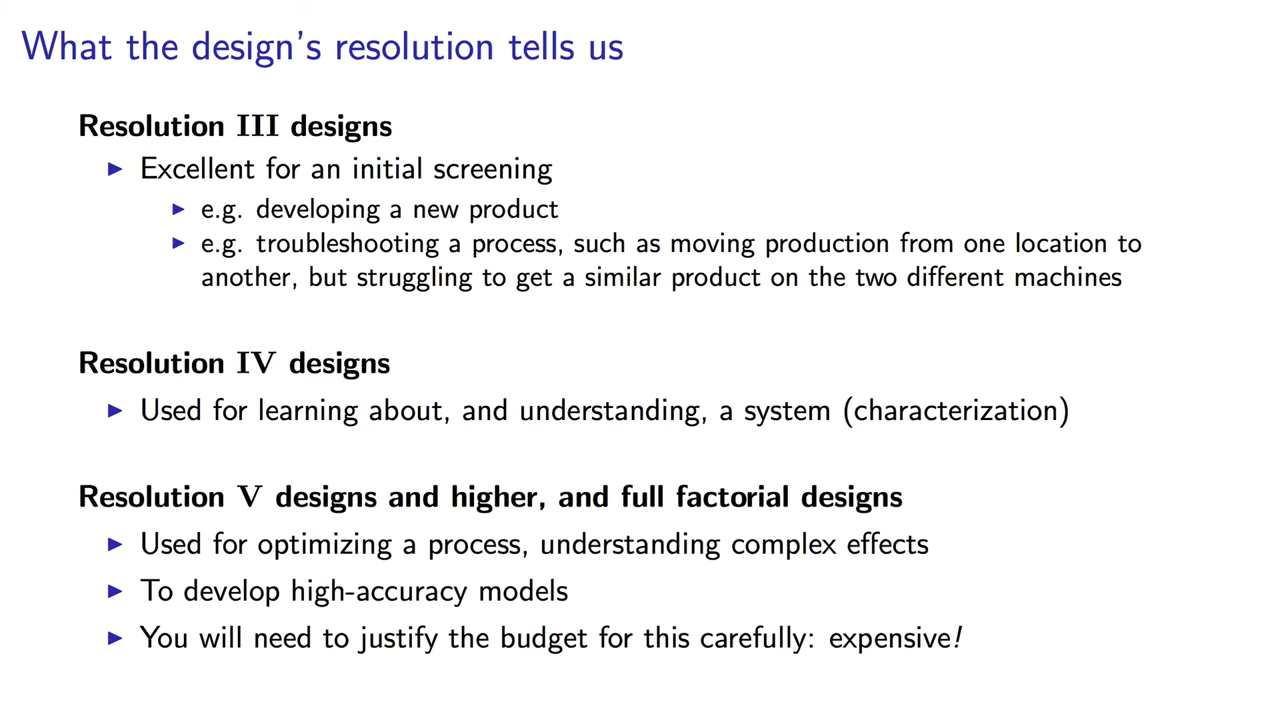 What the design's resolution tells us
Resolution III designs
▶ Excellent for an initial screening
▶ e.g. developing a new product
▶ e.g. troubleshooting a process, such as moving production from one location to
another, but struggling to get a similar product on the two different machines
Resolution IV designs
▶ Used for learning about, and understanding, a system (characterization)
Resolution V designs and higher, and full factorial designs
▶ Used for optimizing a process, understanding complex effects
▶ To develop high-accuracy models
▶ You will need to justify the budget for this carefully: expensive!